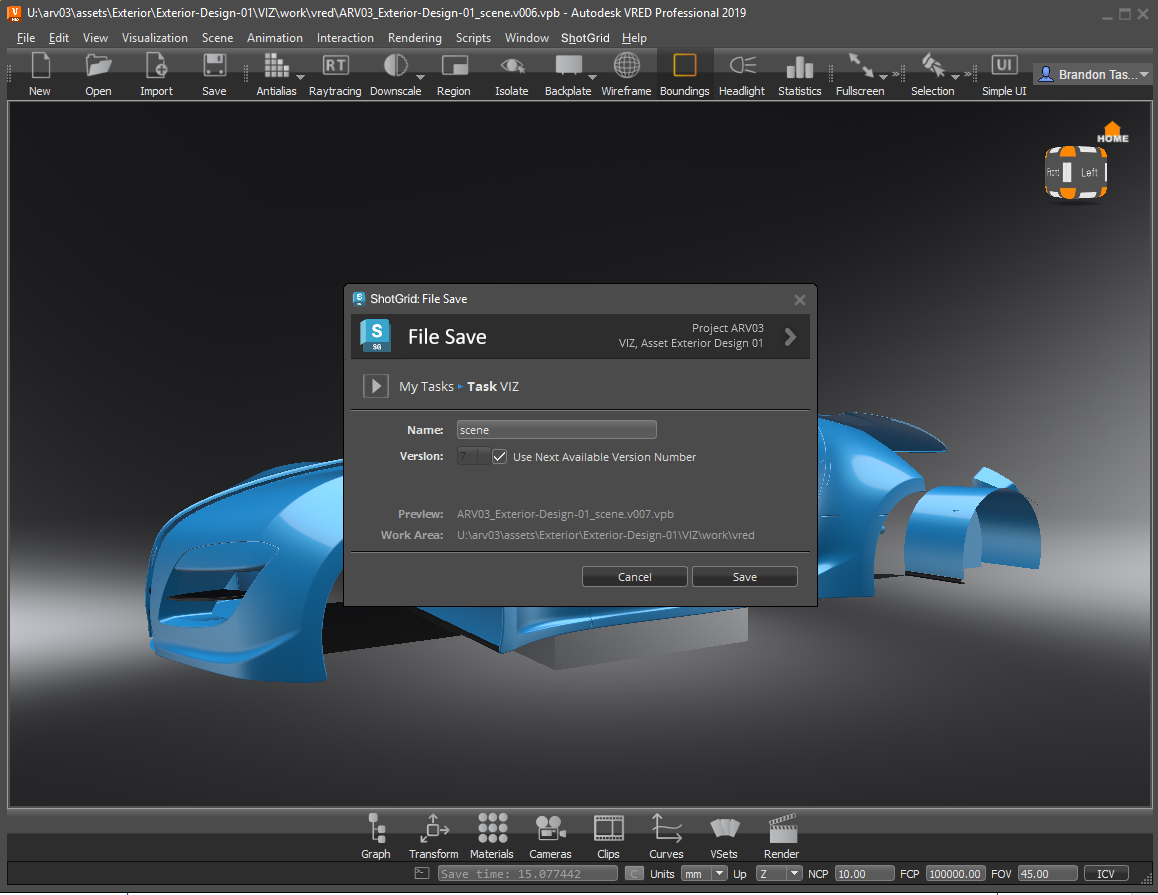 U:\arv03\assets\Exterior\Exterior-Design-01\VIZ\work\vred\ARV03_Exterior-Design-01_scene.v006.vpb - Autodesk VRED Professional 2019
File Edit View Visualization Scene Animation Interaction Rendering Scripts Window ShotGrid Help
RT UI
New Open Import Save Antialias Raytracing Downscale Region Isolate Backplate Wireframe Boundings Headlight Statistics Fullscreen Selection Simple UI
Brandon Tas...
HOME
Front Left
ShotGrid: File Save
S
SG
File Save
Project ARV03
VIZ, Asset Exterior Design 01
My Tasks ▸ Task VIZ
Name: scene
Version: 7 Use Next Available Version Number
Preview: ARV03_Exterior-Design-01_scene.v007.vpb
Work Area: U:\arv03\assets\Exterior\Exterior-Design-01\VIZ\work\vred
Cancel Save
Graph Transform Materials Cameras Clips Curves VSets Render
Save time: 15.077442 C Units mm Up Z NCP 10.00 FCP 100000.00 FOV 45.00 ICV